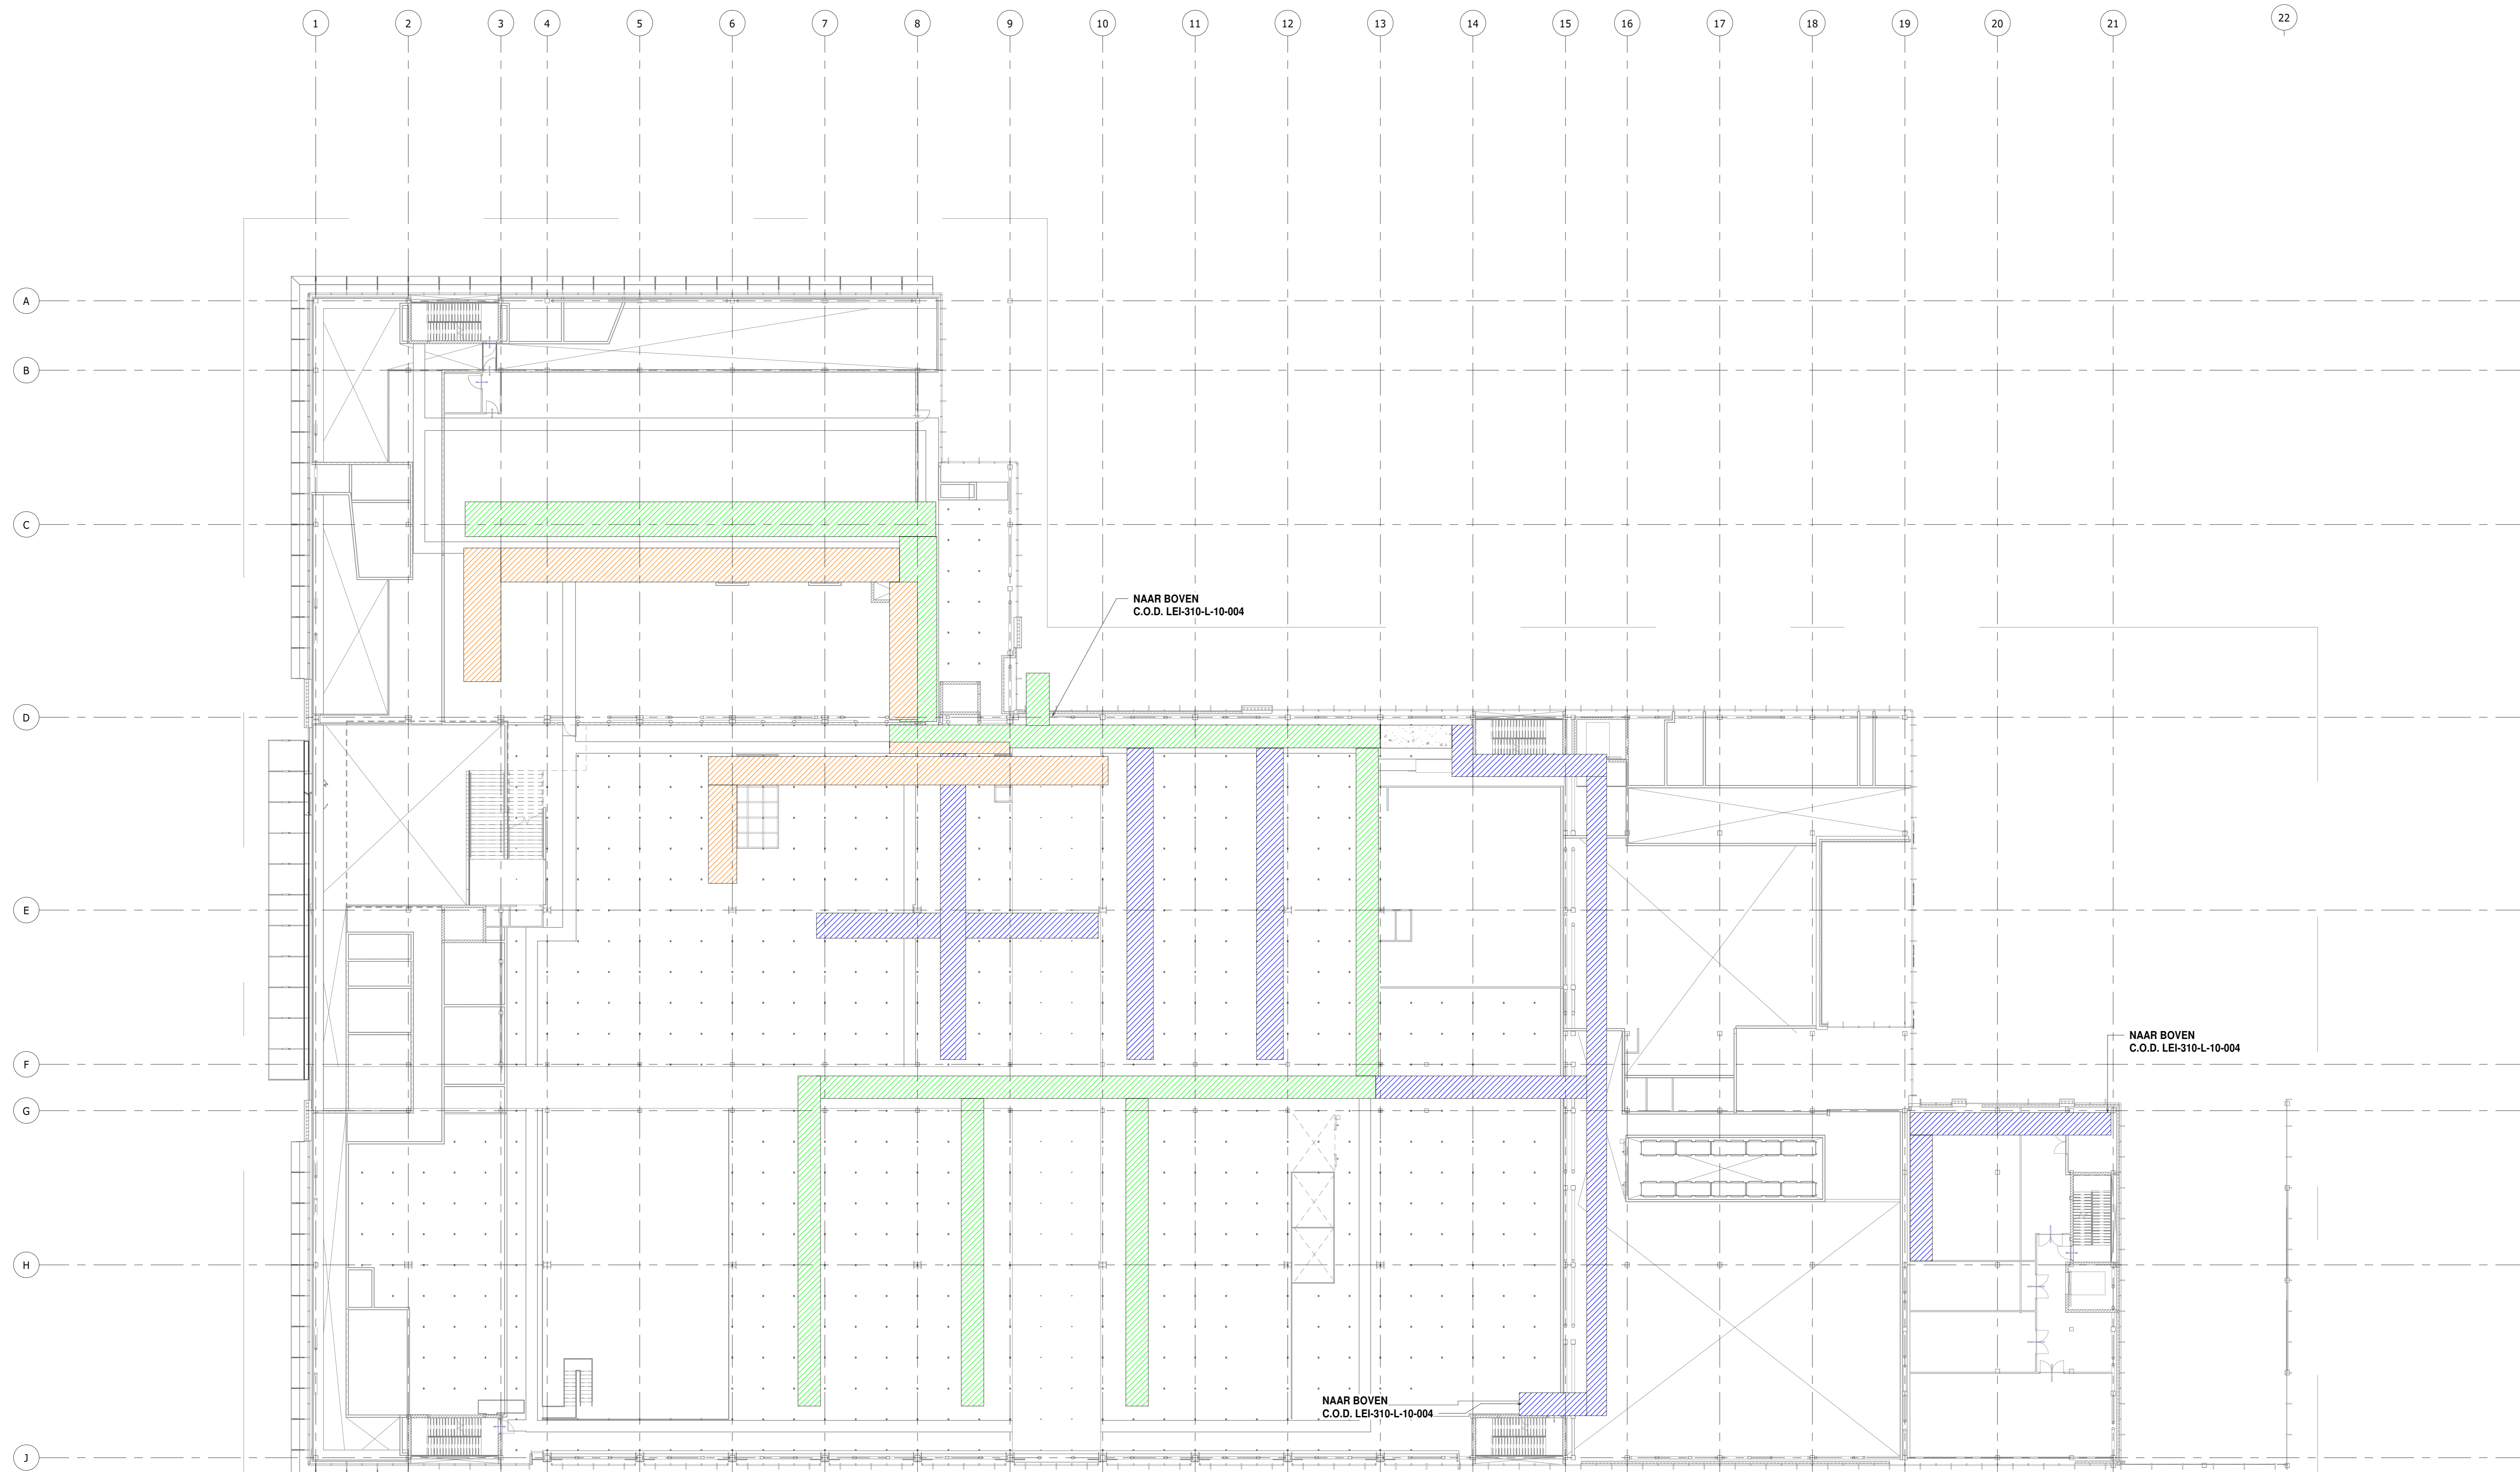 1 2 3 4 5 6 7 8 9 10 11 12 13 14 15 16 17 18 19 20 21 22
A
B
C
NAAR BOVEN
C.O.D. LEI-310-L-10-004
D
E
NAAR BOVEN
C.O.D. LEI-310-L-10-004
F
G
H
NAAR BOVEN
C.O.D. LEI-310-L-10-004
J